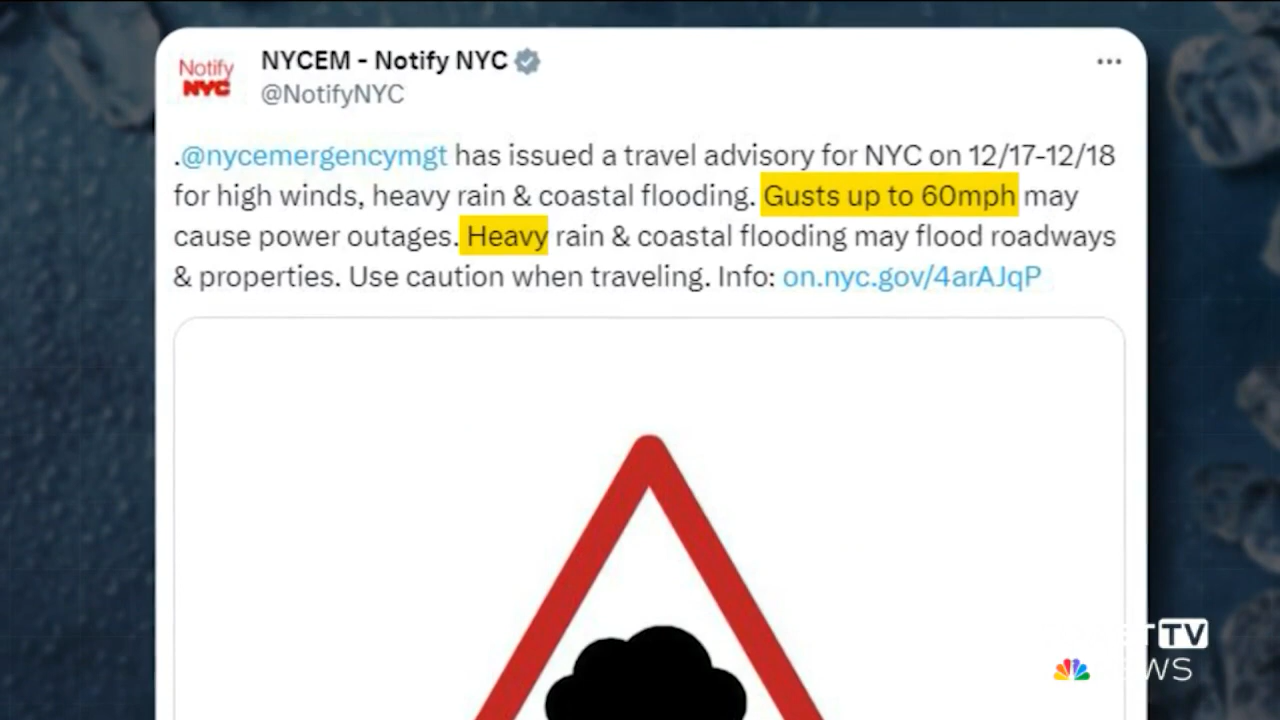 Notify
NYC
NYCEM - Notify NYC
@NotifyNYC
.@nycemergencymgt has issued a travel advisory for NYC on 12/17-12/18
for high winds, heavy rain & coastal flooding. Gusts up to 60mph may
cause power outages. Heavy rain & coastal flooding may flood roadways
& properties. Use caution when traveling. Info: on.nyc.gov/4arAJqP
TV